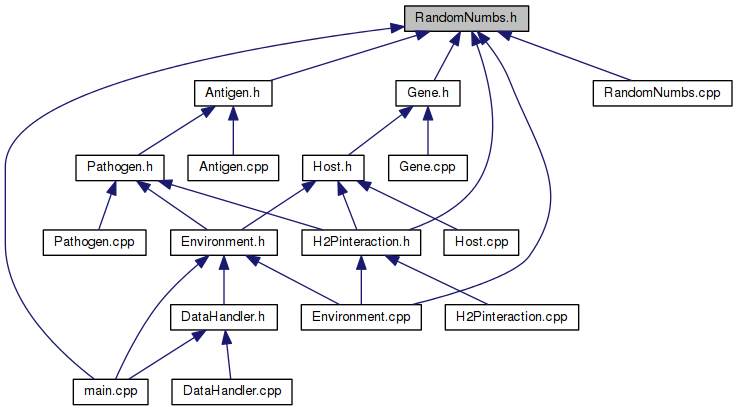 RandomNumbs.h
Antigen.h
Gene.h
RandomNumbs.cpp
Pathogen.h
Antigen.cpp
Host.h
Gene.cpp
Pathogen.cpp
Environment.h
H2Pinteraction.h
Host.cpp
DataHandler.h
Environment.cpp
H2Pinteraction.cpp
main.cpp
DataHandler.cpp